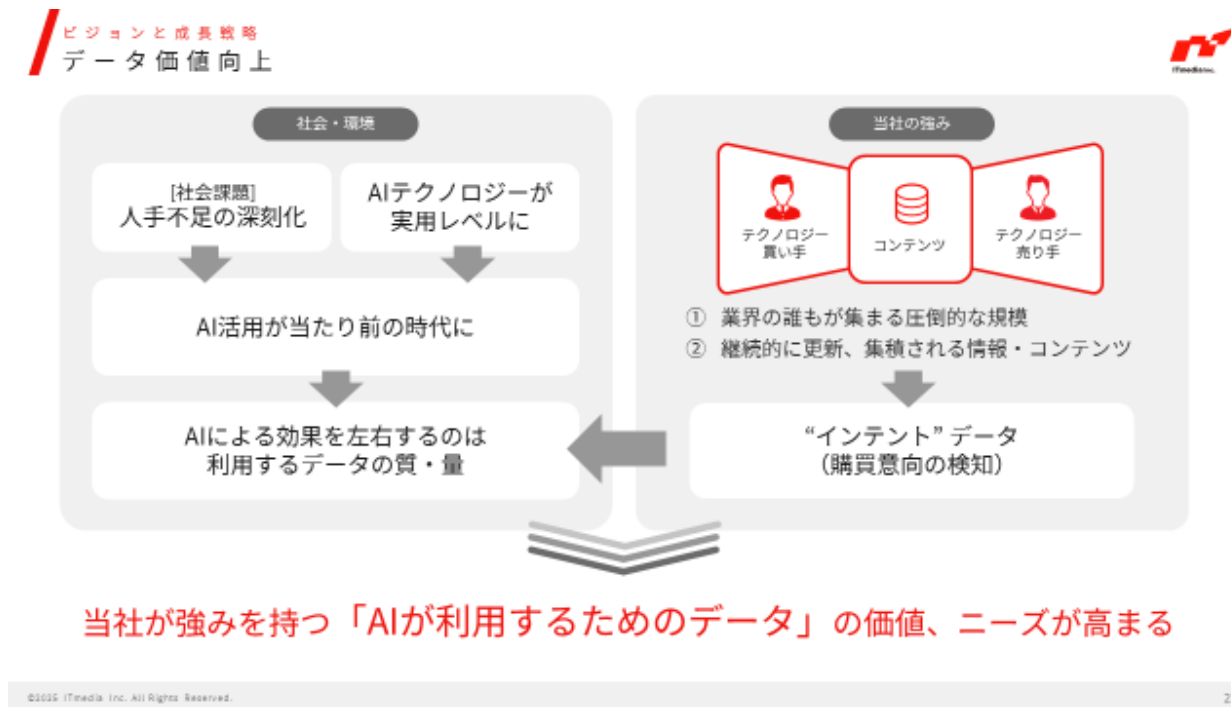 ビジョンと成長戦略
データ価値向上
ITmedia Inc.
社会・環境
[社会課題]
人手不足の深刻化
AIテクノロジーが
実用レベルに
AI活用が当たり前の時代に
AIによる効果を左右するのは
利用するデータの質・量
当社の強み
テクノロジー
買い手
コンテンツ
テクノロジー
売り手
① 業界の誰もが集まる圧倒的な規模
② 継続的に更新、集積される情報・コンテンツ
“インテント” データ
（購買意向の検知）
当社が強みを持つ「AIが利用するためのデータ」の価値、ニーズが高まる
©2025 ITmedia Inc. All Rights Reserved.